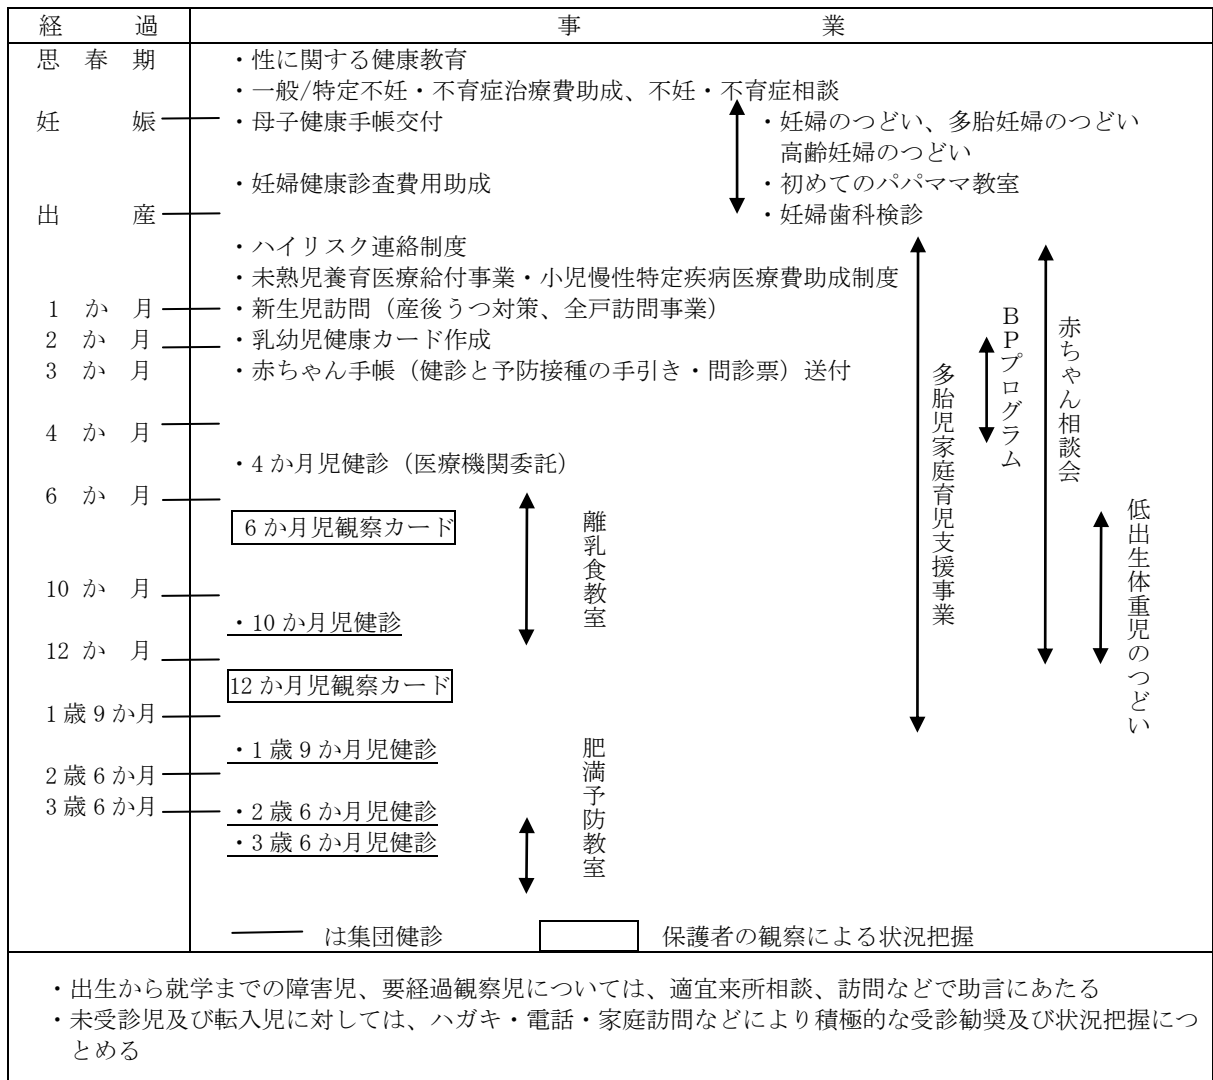 経　過　事　業
思春期　・性に関する健康教育
・一般/特定不妊・不育症治療費助成、不妊・不育症相談
妊　娠　・母子健康手帳交付　・妊婦のつどい、多胎妊婦のつどい
高齢妊婦のつどい
・妊婦健康診査費用助成　・初めてのパパママ教室
出　産　・妊婦歯科検診
・ハイリスク連絡制度
・未熟児養育医療給付事業・小児慢性特定疾病医療費助成制度
1か月　・新生児訪問（産後うつ対策、全戸訪問事業）
2か月　・乳幼児健康カード作成
3か月　・赤ちゃん手帳（健診と予防接種の手引き・問診票）送付
4か月
・4か月児健診（医療機関委託）
6か月
6か月児観察カード
10か月
・10か月児健診
12か月
12か月児観察カード
1歳9か月
・1歳9か月児健診
2歳6か月
3歳6か月　・2歳6か月児健診
・3歳6か月児健診
離乳食教室
肥満予防教室
多胎児家庭育児支援事業
ＢＰプログラム
赤ちゃん相談会
低出生体重児のつどい
は集団健診　保護者の観察による状況把握
・出生から就学までの障害児、要経過観察児については、適宜来所相談、訪問などで助言にあたる
・未受診児及び転入児に対しては、ハガキ・電話・家庭訪問などにより積極的な受診勧奨及び状況把握につ
とめる